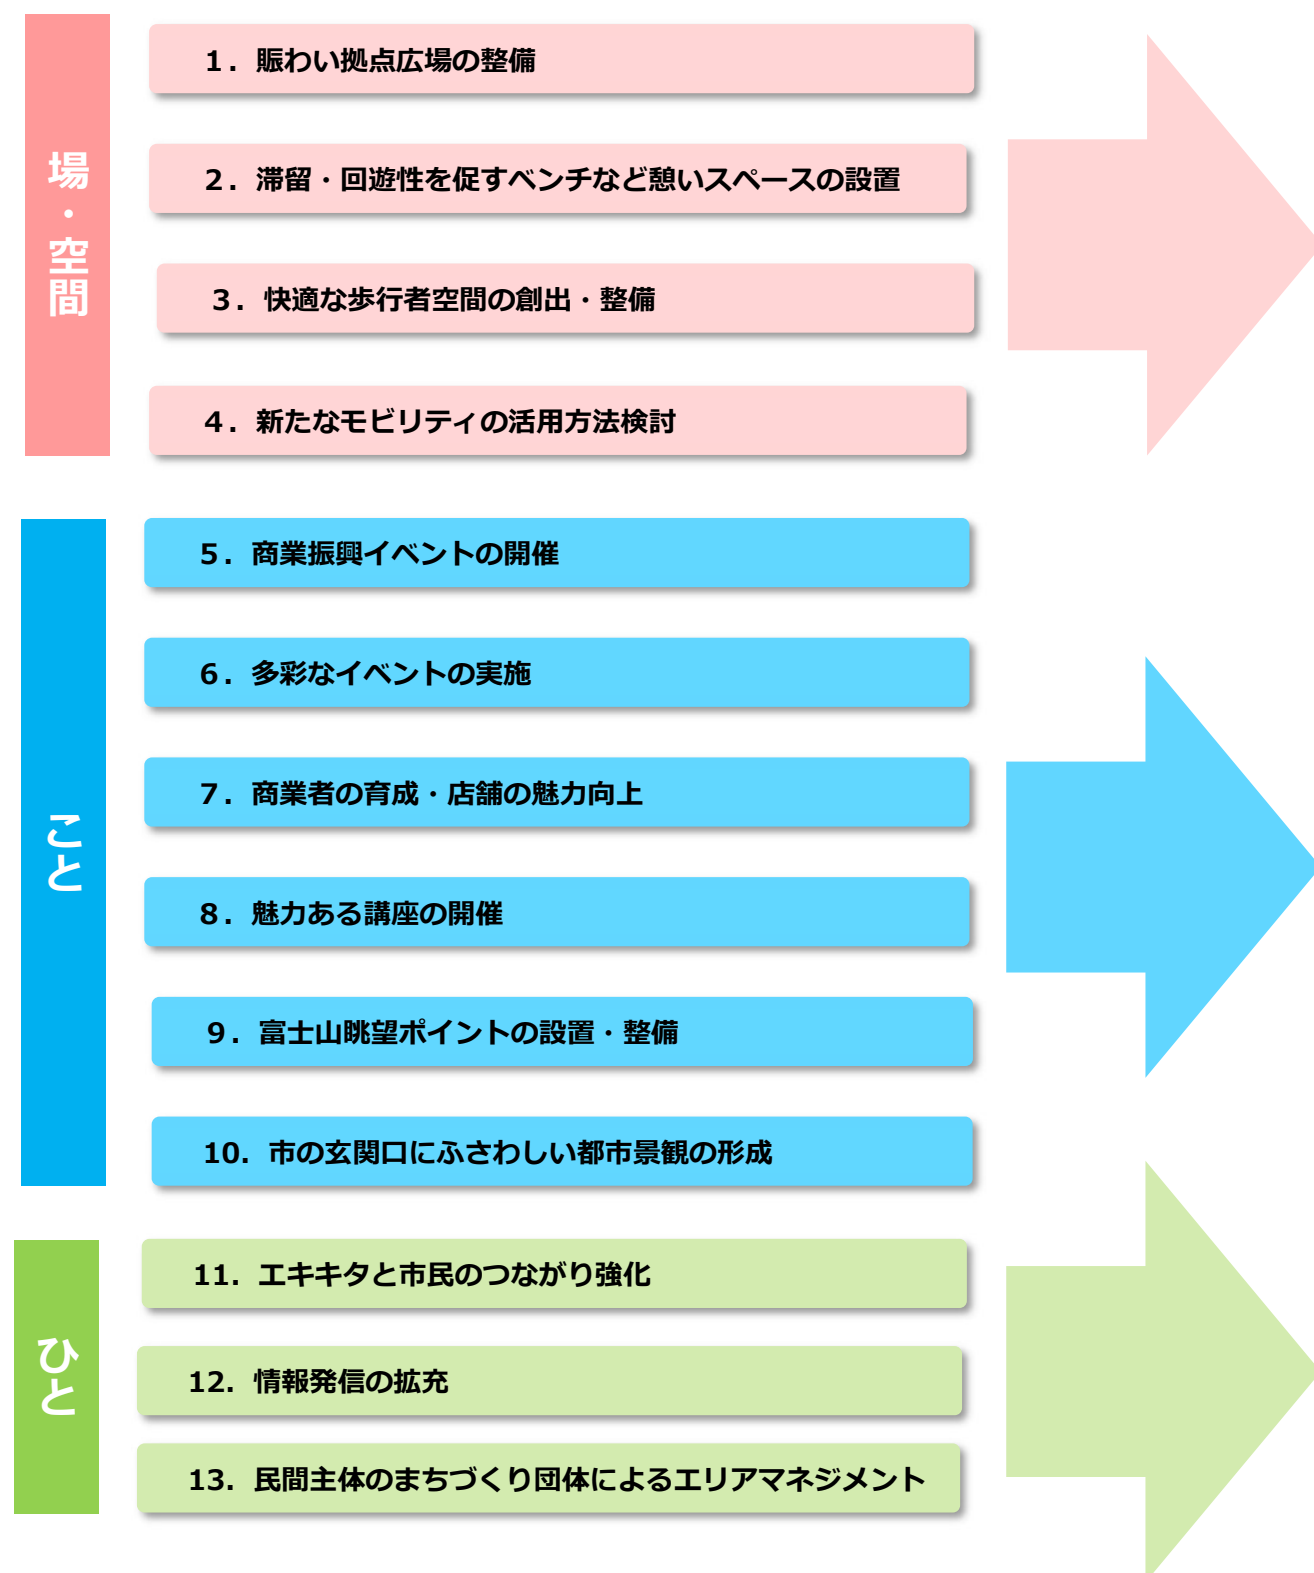 場・空間
1．賑わい拠点広場の整備
2．滞留・回遊性を促すベンチなど憩いスペースの設置
3．快適な歩行者空間の創出・整備
4．新たなモビリティの活用方法検討
こと
5．商業振興イベントの開催
6．多彩なイベントの実施
7．商業者の育成・店舗の魅力向上
8．魅力ある講座の開催
9．富士山眺望ポイントの設置・整備
10．市の玄関口にふさわしい都市景観の形成
ひと
11．エキキタと市民のつながり強化
12．情報発信の拡充
13．民間主体のまちづくり団体によるエリアマネジメント